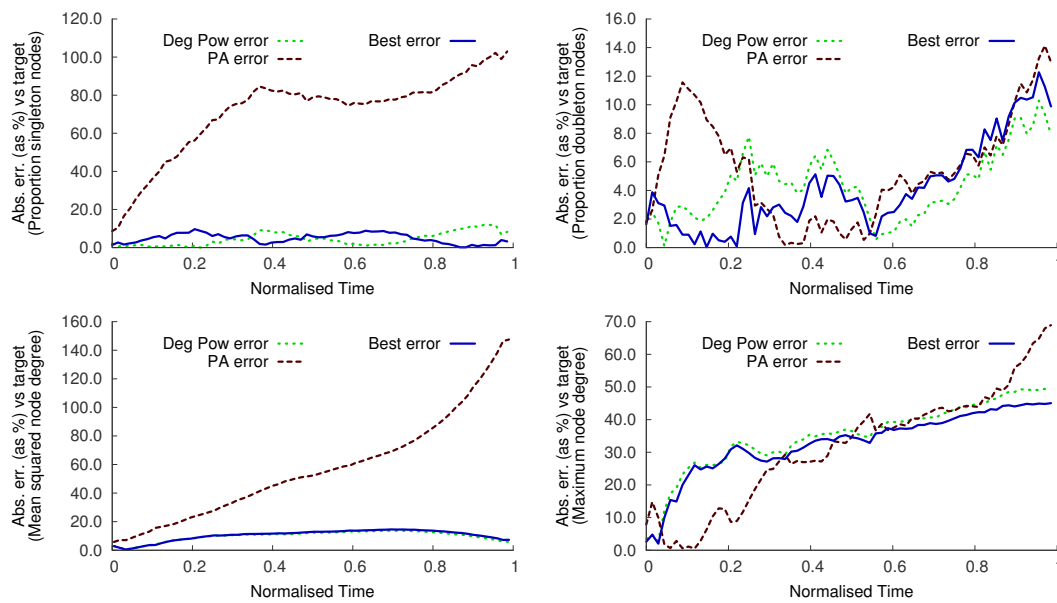 Abs. err. (as %) vs target
(Proportion singleton nodes)
120.0
100.0
80.0
60.0
40.0
20.0
0.0
Deg Pow error
PA error
Best error
0
0.2
0.4
0.6
0.8
1
Normalised Time
Abs. err. (as %) vs target
(Proportion doubleton nodes)
16.0
14.0
12.0
10.0
8.0
6.0
4.0
2.0
0.0
Deg Pow error
PA error
Best error
0
0.2
0.4
0.6
0.8
1
Normalised Time
Abs. err. (as %) vs target
(Mean squared node degree)
160.0
140.0
120.0
100.0
80.0
60.0
40.0
20.0
0.0
Deg Pow error
PA error
Best error
0
0.2
0.4
0.6
0.8
1
Normalised Time
Abs. err. (as %) vs target
(Maximum node degree)
70.0
60.0
50.0
40.0
30.0
20.0
10.0
0.0
Deg Pow error
PA error
Best error
0
0.2
0.4
0.6
0.8
1
Normalised Time